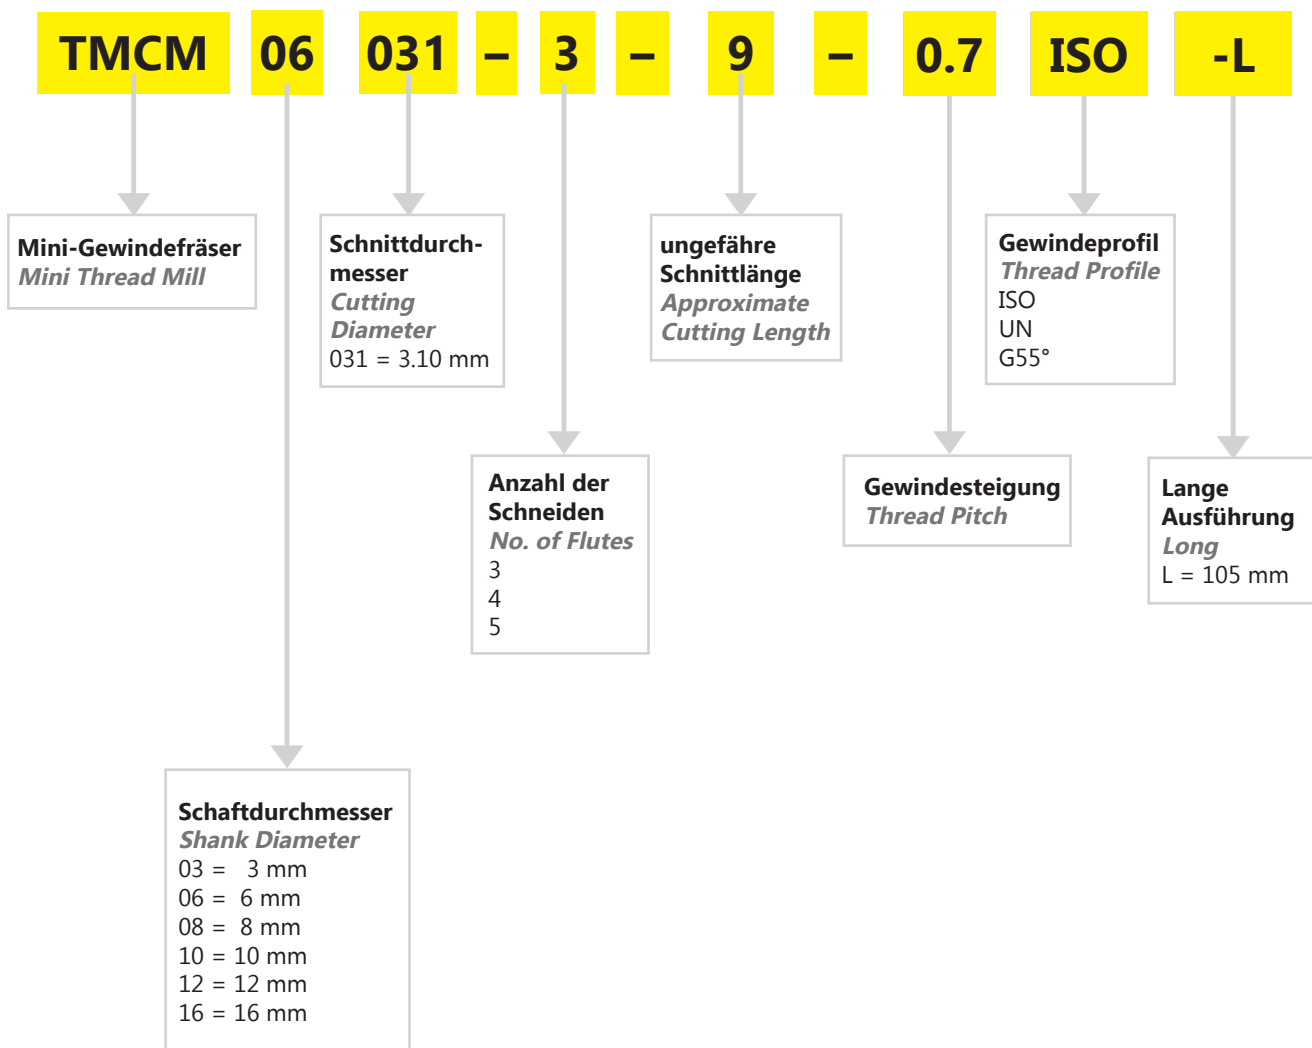 TMCM 06 031 – 3 – 9 – 0.7 ISO -L
Mini-Gewindefräser
Mini Thread Mill
Schnittdurch-
messer
Cutting
Diameter
031 = 3.10 mm
ungefähre
Schnittlänge
Approximate
Cutting Length
Gewindeprofil
Thread Profile
ISO
UN
G55°
Anzahl der
Schneiden
No. of Flutes
3
4
5
Gewindesteigung
Thread Pitch
Lange
Ausführung
Long
L = 105 mm
Schaftdurchmesser
Shank Diameter
03 = 3 mm
06 = 6 mm
08 = 8 mm
10 = 10 mm
12 = 12 mm
16 = 16 mm